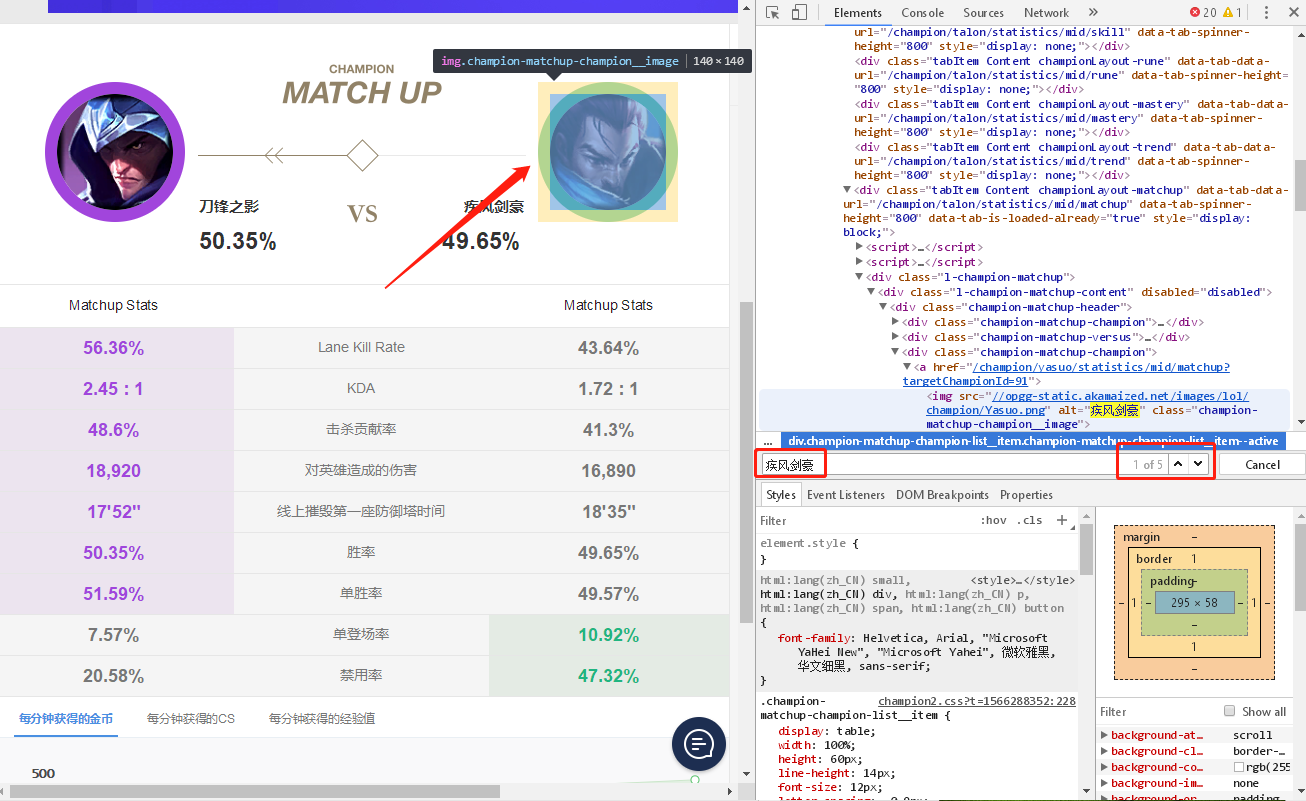 CHAMPION
MATCH UP
刀锋之影
VS
疾风剑豪
50.35%
49.65%
Matchup Stats
Matchup Stats
56.36%
Lane Kill Rate
43.64%
2.45 : 1
KDA
1.72 : 1
48.6%
击杀贡献率
41.3%
18,920
对英雄造成的伤害
16,890
17'52''
线上摧毁第一座防御塔时间
18'35''
50.35%
胜率
49.65%
51.59%
单胜率
49.57%
7.57%
单登场率
10.92%
20.58%
禁用率
47.32%
每分钟获得的金币
每分钟获得的CS
每分钟获得的经验值
500
img.champion-matchup-champion__image
140 × 140
Elements
Console
Sources
Network
»
20
1
url="/champion/talon/statistics/mid/skill" data-tab-spinner-
height="800" style="display: none;"></div>
<div class="tabItem Content championLayout-rune" data-tab-data-
url="/champion/talon/statistics/mid/rune" data-tab-spinner-height=
"800" style="display: none;"></div>
<div class="tabItem Content championLayout-mastery" data-tab-data-
url="/champion/talon/statistics/mid/mastery" data-tab-spinner-
height="800" style="display: none;"></div>
<div class="tabItem Content championLayout-trend" data-tab-data-
url="/champion/talon/statistics/mid/trend" data-tab-spinner-
height="800" style="display: none;"></div>
<div class="tabItem Content championLayout-matchup" data-tab-data-
url="/champion/talon/statistics/mid/matchup" data-tab-spinner-
height="800" data-tab-is-loaded-already="true" style="display:
block;">
<script>…</script>
<script>…</script>
<div class="l-champion-matchup">
<div class="l-champion-matchup-content" disabled="disabled">
<div class="champion-matchup-header">
<div class="champion-matchup-champion">…</div>
<div class="champion-matchup-versus">…</div>
<div class="champion-matchup-champion">
<a href="/champion/yasuo/statistics/mid/matchup?
targetChampionId=91">
<img src="//opgg-static.akamaized.net/images/lol/
champion/Yasuo.png" alt="疾风剑豪" class="champion-
matchup-champion__image">
...
div.champion-matchup-champion-list__item.champion-matchup-champion-list__item--active
疾风剑豪
1 of 5
Cancel
Styles
Event Listeners
DOM Breakpoints
Properties
Filter
:hov
.cls
+
element.style {
}
html:lang(zh_CN) small,
<style>…</style>
html:lang(zh_CN) div, html:lang(zh_CN) p,
html:lang(zh_CN) span, html:lang(zh_CN) button
{
font-family: Helvetica, Arial, "Microsoft
YaHei New", "Microsoft Yahei", 微软雅黑,
华文细黑, sans-serif;
}
.champion-
champion2.css?t=1566288352:228
matchup-champion-list__item {
display: table;
width: 100%;
height: 60px;
line-height: 14px;
font-size: 12px;
margin
–
border
1
padding
–
–
1
–
295 × 58
–
1
–
–
1
–
Filter
Show all
background-at…
scroll
background-cl…
border-…
background-co…
rgb(255
background-im…
none